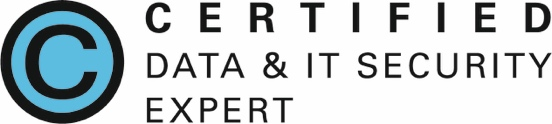 C
CERTIFIED
DATA & IT SECURITY
EXPERT